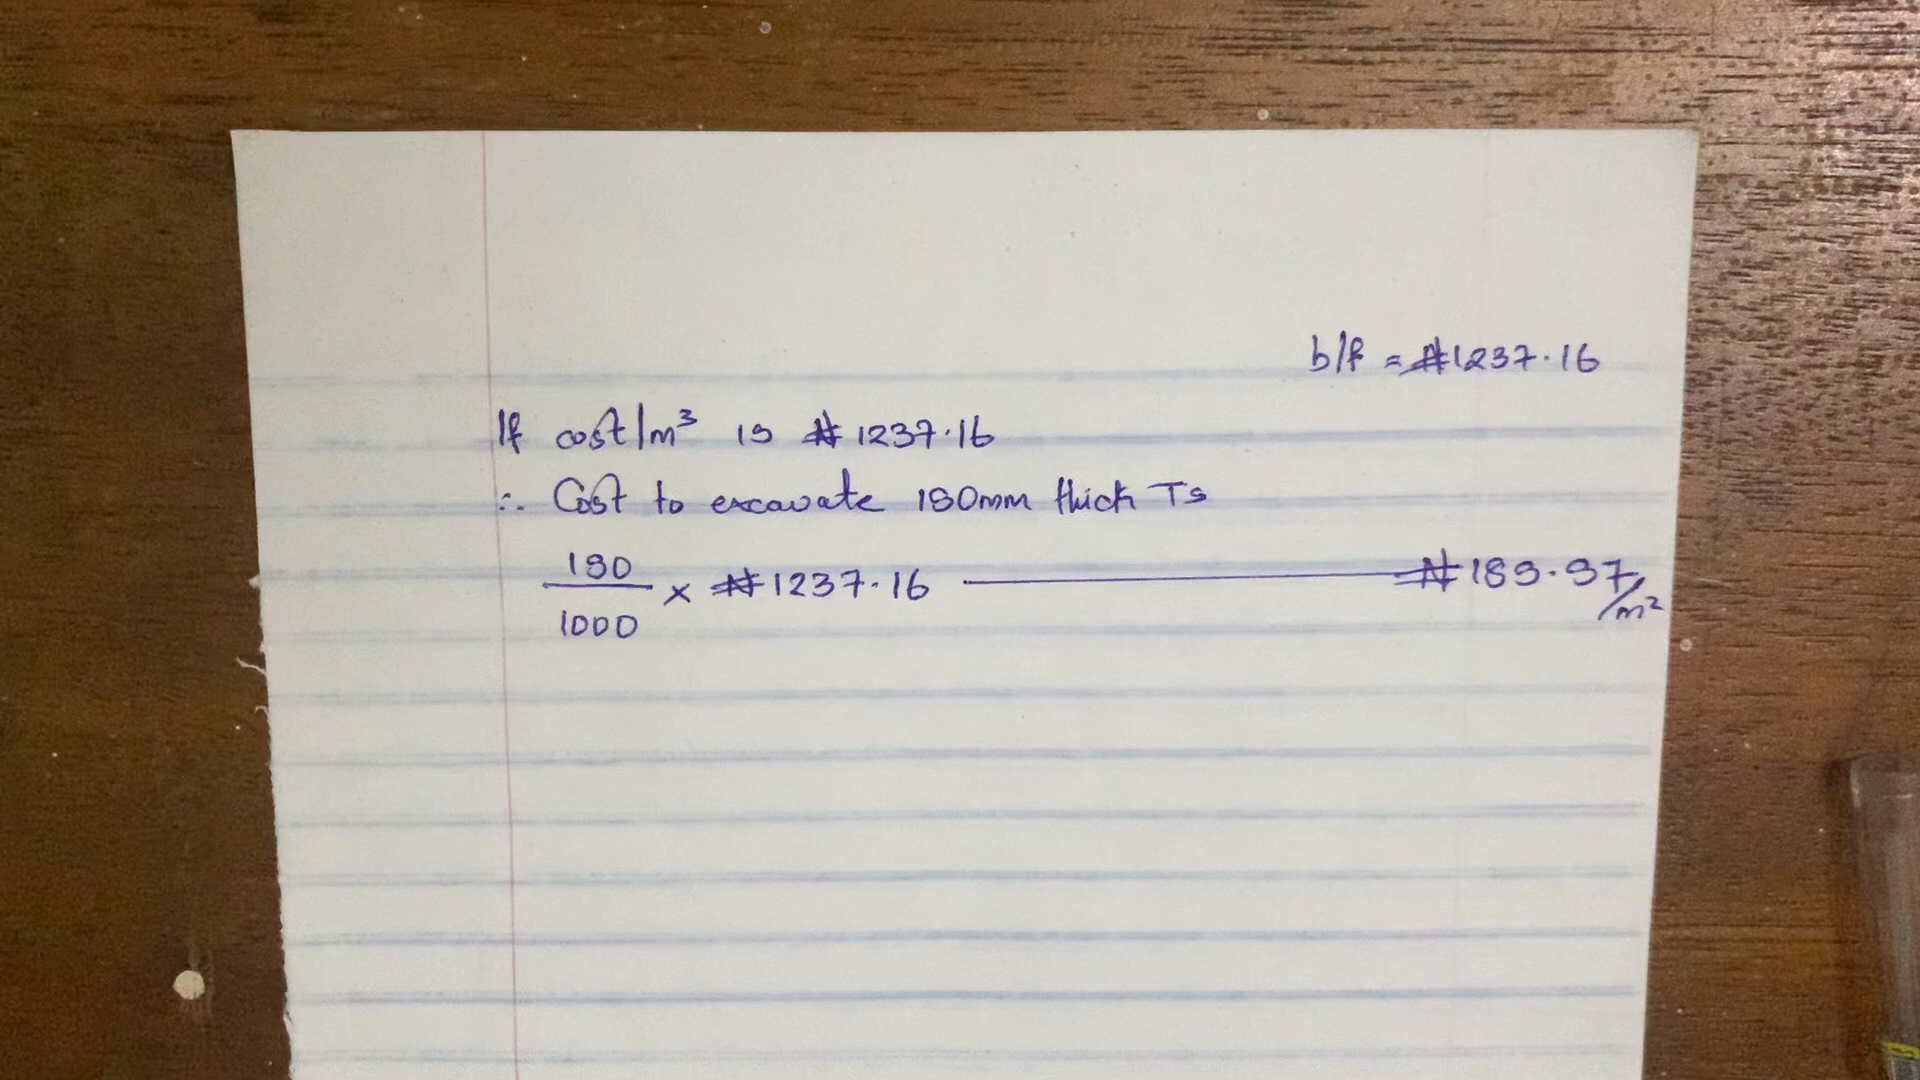 b/f = ₦1237.16
If cost/m³ is ₦1237.16
∴ Cost to excavate 150mm thick Ts
150
1000 × ₦1237.16 — ₦185.57/m²